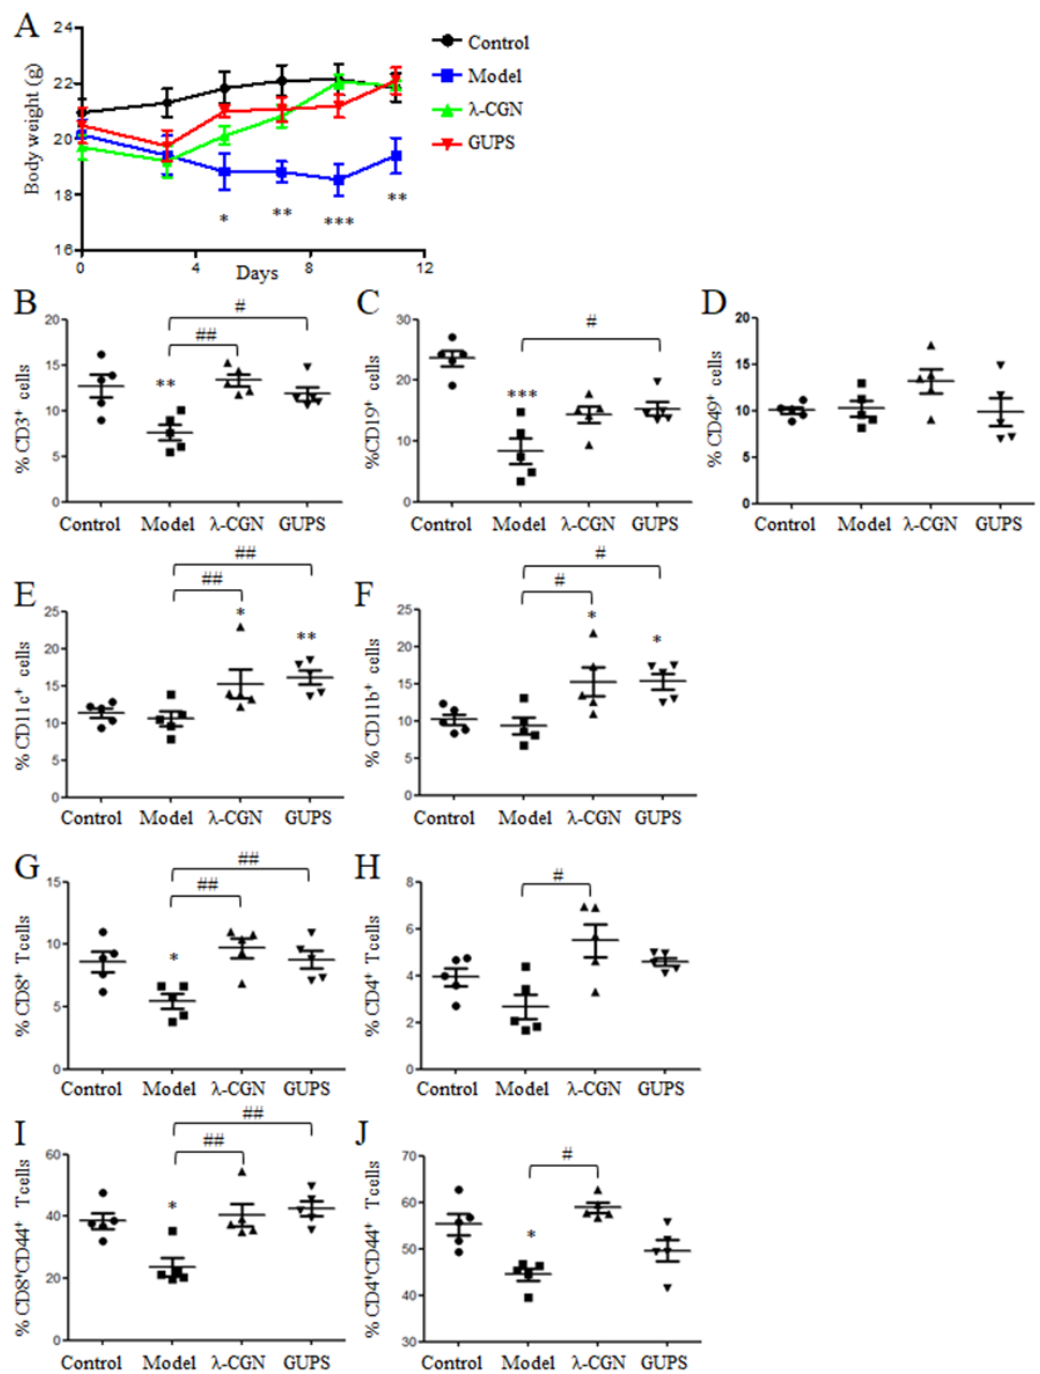 A
24
22
20
18
16
Body weight (g)
0
4
8
12
Days
*
**
***
**
Control
Model
λ-CGN
GUPS
B
#
##
**
20
15
10
5
0
% CD3⁺ cells
Control Model λ-CGN GUPS
C
#
***
30
20
10
0
%CD19⁺ cells
Control Model λ-CGN GUPS
D
20
15
10
5
0
% CD49⁺ cells
Control Model λ-CGN GUPS
E
##
##
*
**
25
20
15
10
5
0
% CD11c⁺ cells
Control Model λ-CGN GUPS
F
#
#
*
*
25
20
15
10
5
0
% CD11b⁺ cells
Control Model λ-CGN GUPS
G
##
##
*
15
10
5
0
% CD8⁺ Tcells
Control Model λ-CGN GUPS
H
#
8
6
4
2
0
% CD4⁺ Tcells
Control Model λ-CGN GUPS
I
##
##
*
60
40
20
0
% CD8⁺CD44⁺ Tcells
Control Model λ-CGN GUPS
J
#
*
70
60
50
40
30
% CD4⁺CD44⁺ Tcells
Control Model λ-CGN GUPS